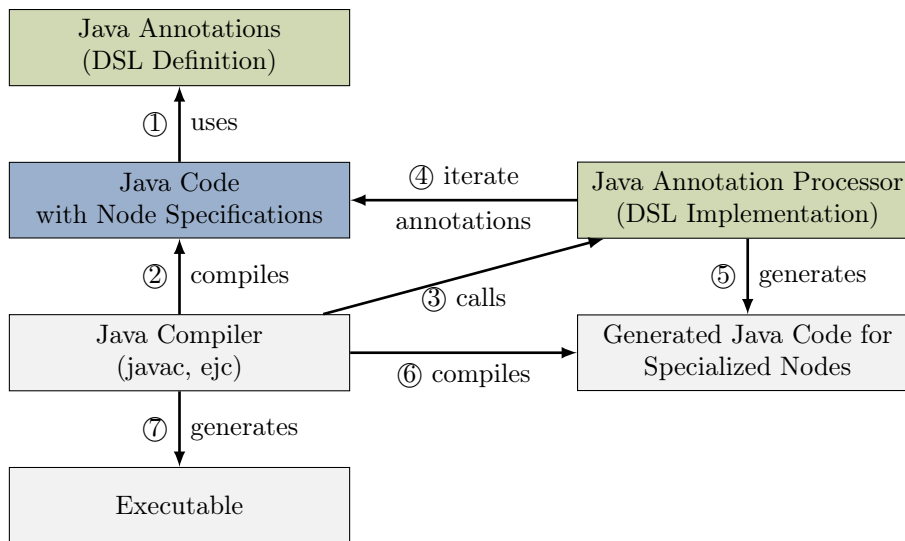 Java Annotations
(DSL Definition)
① uses
Java Code
with Node Specifications
④ iterate
annotations
Java Annotation Processor
(DSL Implementation)
② compiles
③ calls
⑤ generates
Java Compiler
(javac, ejc)
⑥ compiles
Generated Java Code for
Specialized Nodes
⑦ generates
Executable